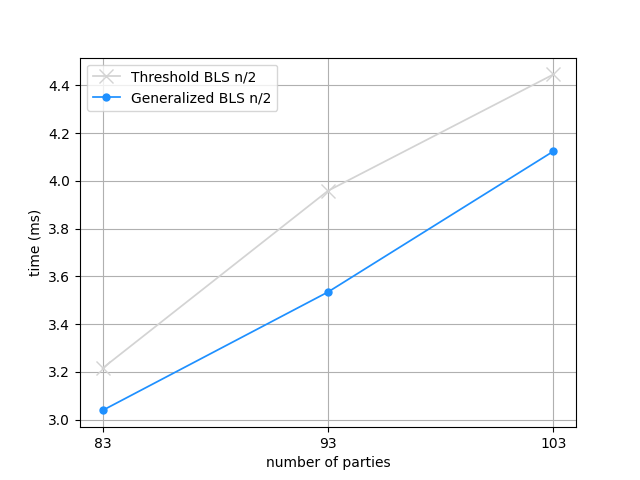 Threshold BLS n/2
Generalized BLS n/2
4.4
4.2
4.0
3.8
3.6
3.4
3.2
3.0
time (ms)
83 93 103
number of parties